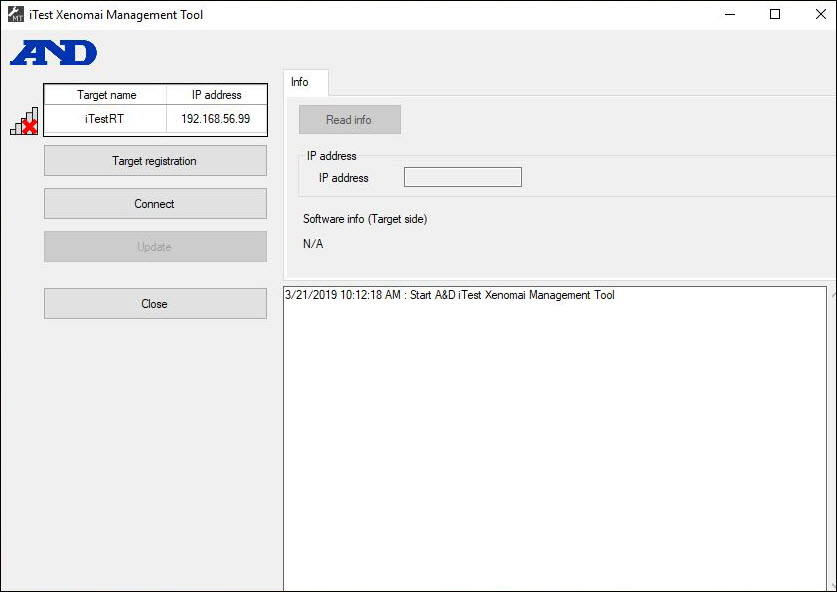 iTest Xenomai Management Tool
AND
Target name IP address
iTestRT 192.168.56.99
Target registration
Connect
Update
Close
Info
Read info
IP address
IP address
Software info (Target side)
N/A
3/21/2019 10:12:18 AM : Start A&D iTest Xenomai Management Tool